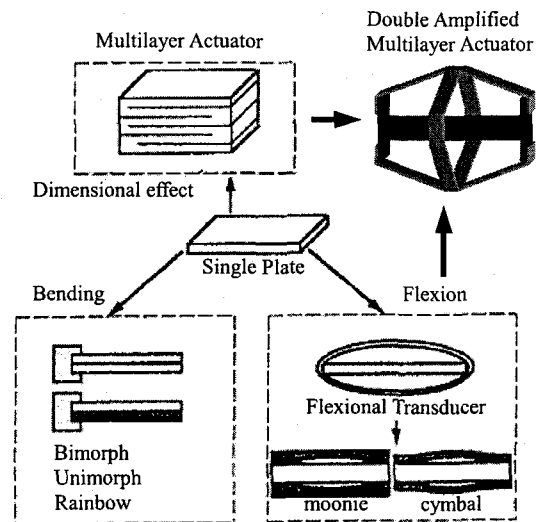 Double Amplified
Multilayer Actuator
Multilayer Actuator
Dimensional effect
Single Plate
Bending
Flexion
Flexional Transducer
Bimorph
Unimorph
Rainbow
moonie
cymbal